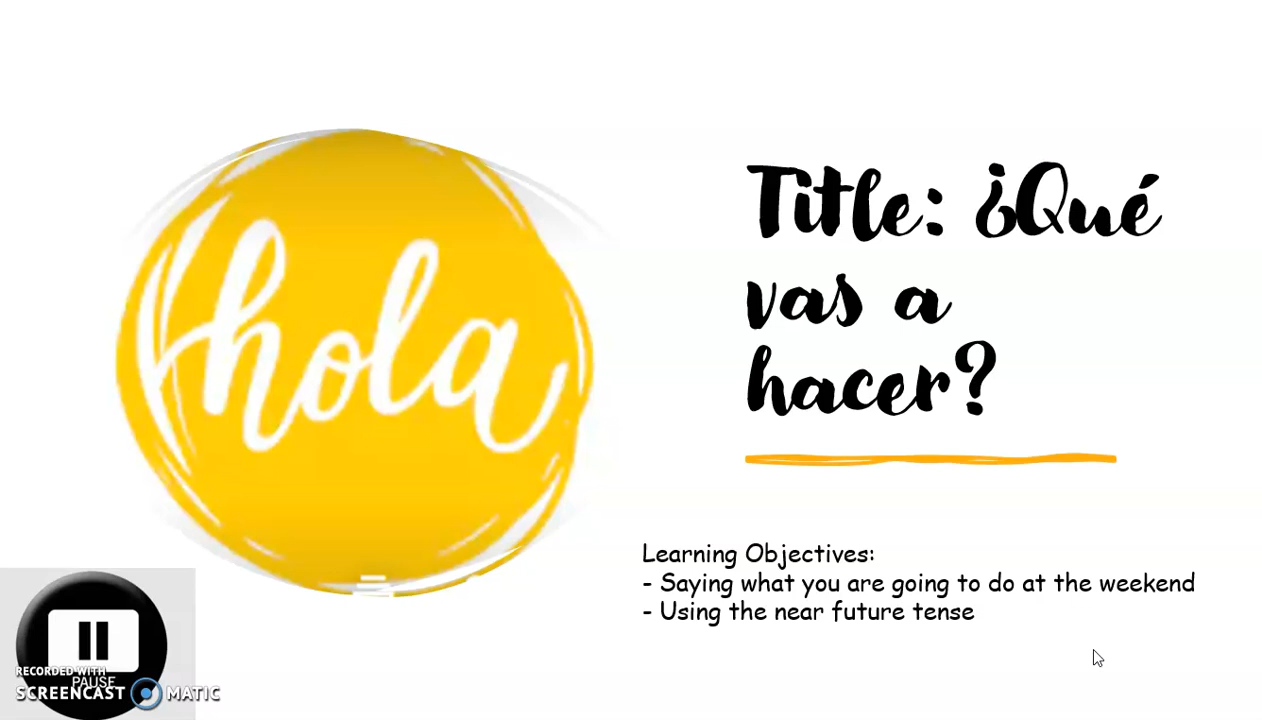 hola
Title: ¿Qué
vas a
hacer?
Learning Objectives:
- Saying what you are going to do at the weekend
- Using the near future tense
RECORDED WITH
PAUSE
SCREENCAST MATIC